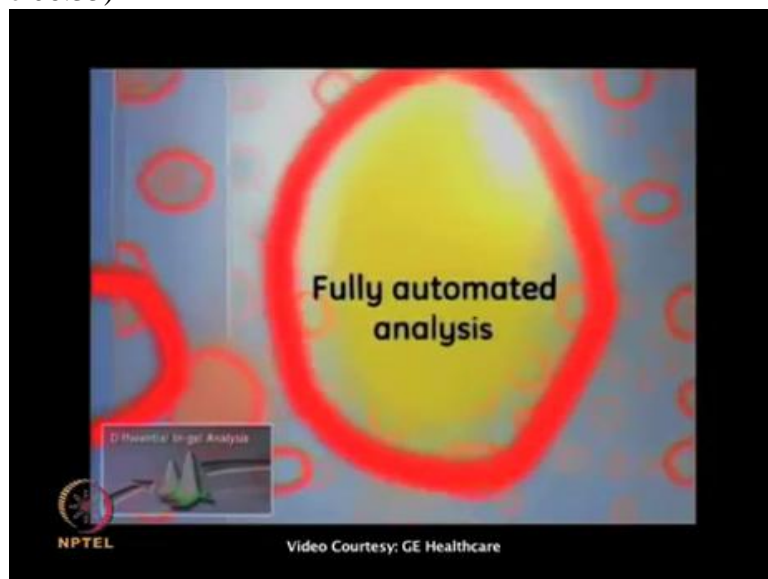 Fully automated
analysis
Differential In-gel Analysis
NPTEL
Video Courtesy: GE Healthcare